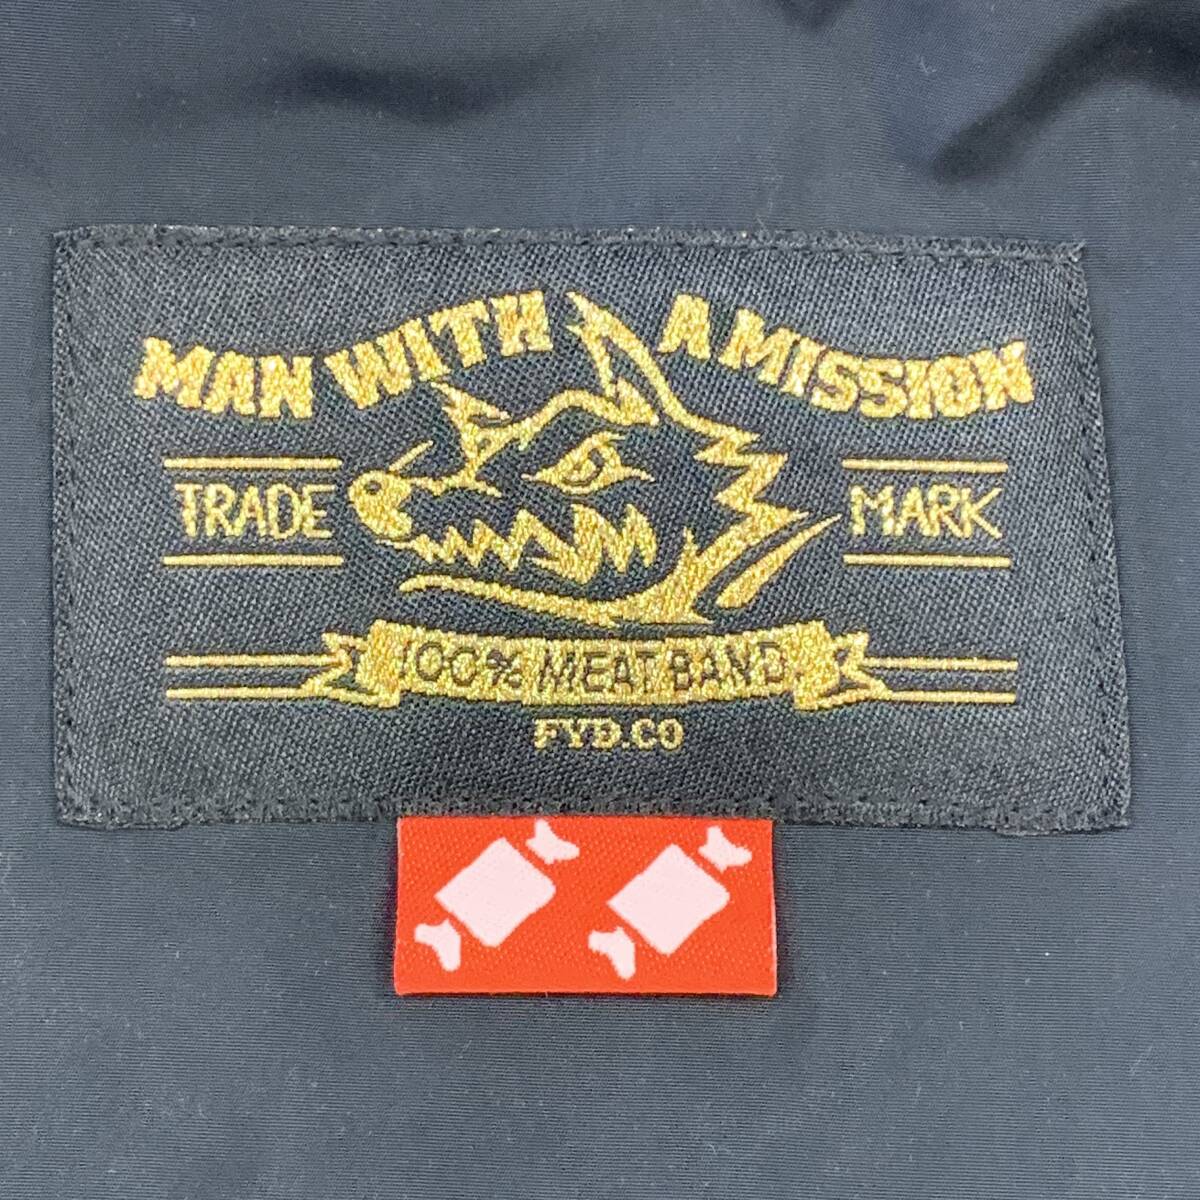 MAN WITH A MISSION
TRADE MARK
100% MEAT BAND.
FYD.CO